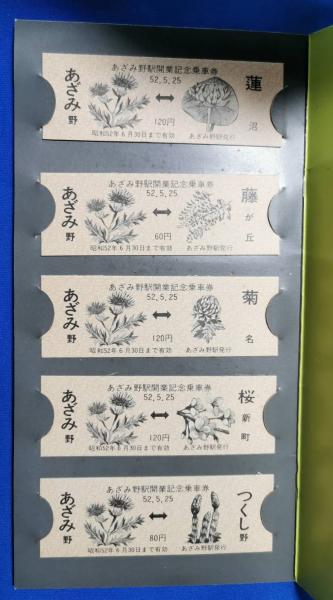 あざみ野駅開業記念乗車券
52.5.25
あざみ野
蓮沼
120円
昭和52年6月30日まで有効
あざみ野駅発行
あざみ野駅開業記念乗車券
52.5.25
あざみ野
藤が丘
60円
昭和52年6月30日まで有効
あざみ野駅発行
あざみ野駅開業記念乗車券
52.5.25
あざみ野
菊名
120円
昭和52年6月30日まで有効
あざみ野駅発行
あざみ野駅開業記念乗車券
52.5.25
あざみ野
桜新町
120円
昭和52年6月30日まで有効
あざみ野駅発行
あざみ野駅開業記念乗車券
52.5.25
あざみ野
つくし野
80円
昭和52年6月30日まで有効
あざみ野駅発行